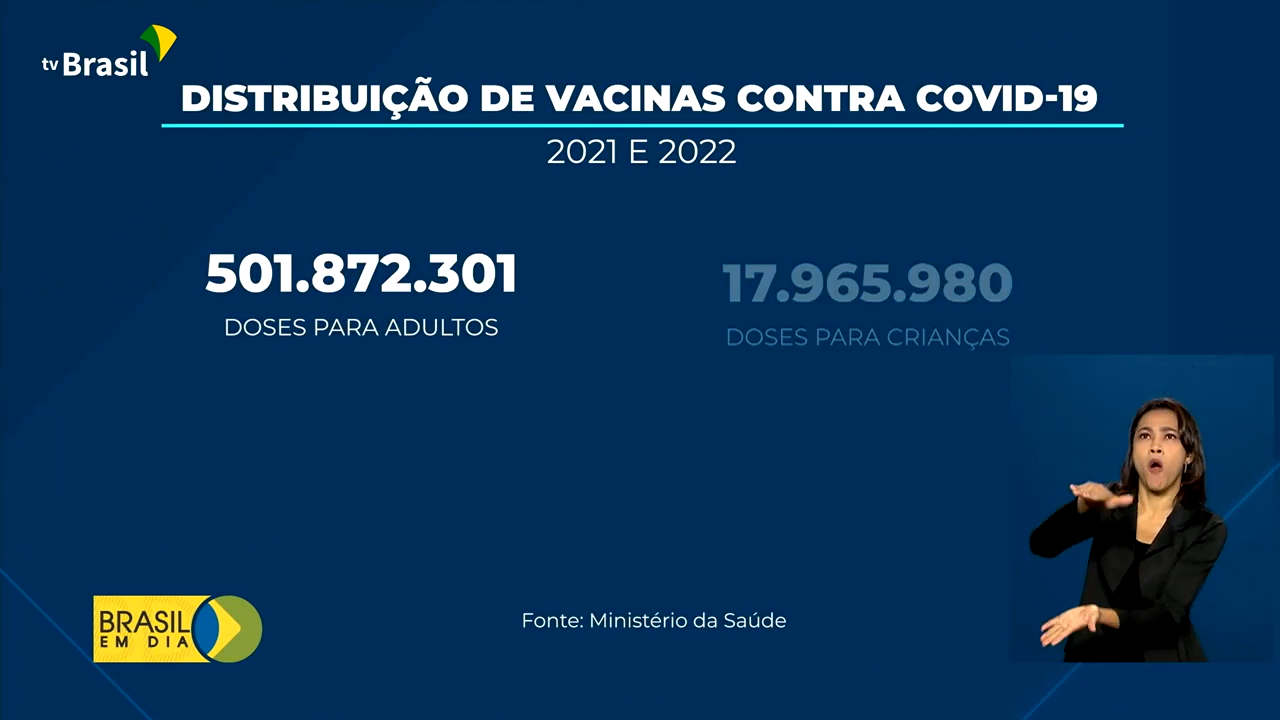 tv Brasil
DISTRIBUIÇÃO DE VACINAS CONTRA COVID-19
2021 E 2022
501.872.301
DOSES PARA ADULTOS
17.965.980
DOSES PARA CRIANÇAS
BRASIL
EM DIA
Fonte: Ministério da Saúde